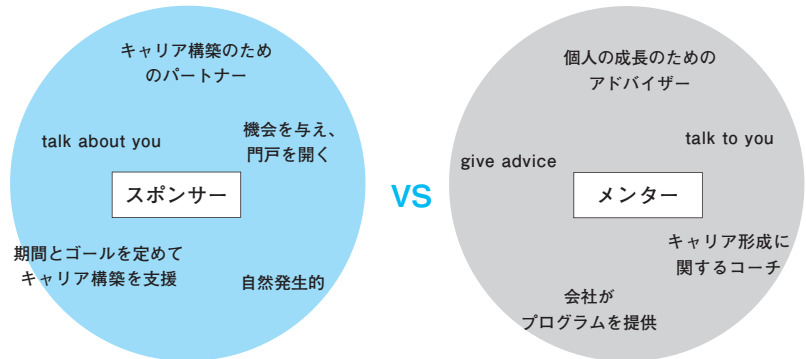 キャリア構築のため
のパートナー
talk about you
機会を与え、
門戸を開く
スポンサー
期間とゴールを定めて
キャリア構築を支援
自然発生的
VS
個人の成長のための
アドバイザー
talk to you
give advice
メンター
キャリア形成に
関するコーチ
会社が
プログラムを提供